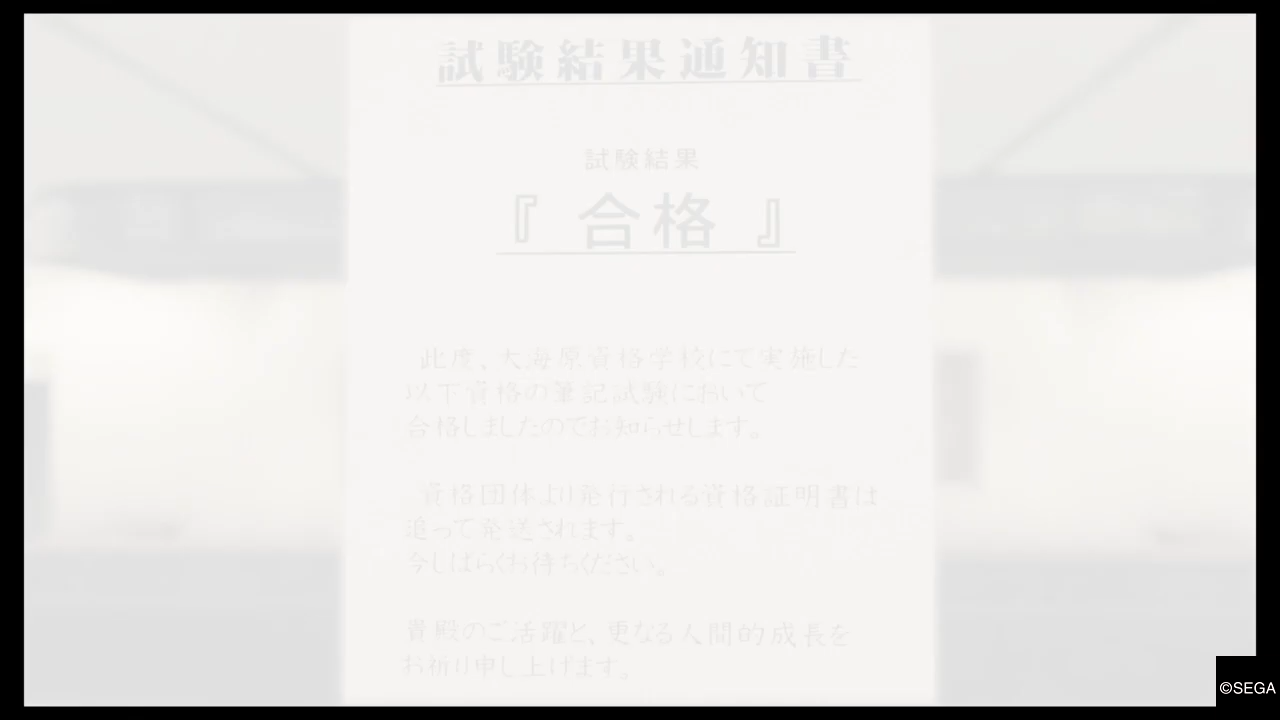 試験結果通知書
試験結果
『 合格 』
此度、大海原資格学校にて実施した
以下資格の筆記試験において
合格しましたのでお知らせします。
資格団体より発行される資格証明書は
追って発送されます。
今しばらくお待ちください。
貴殿のご活躍と、更なる人間的成長を
お祈り申し上げます。
©SEGA